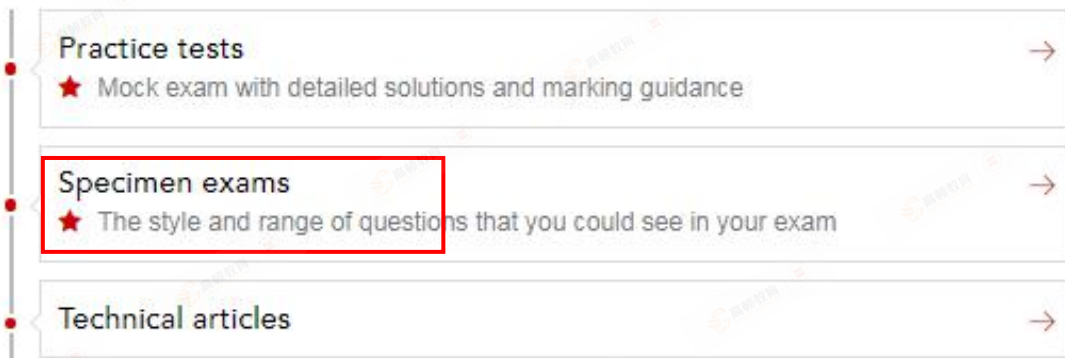 Practice tests
Mock exam with detailed solutions and marking guidance
Specimen exams
The style and range of questions that you could see in your exam
Technical articles